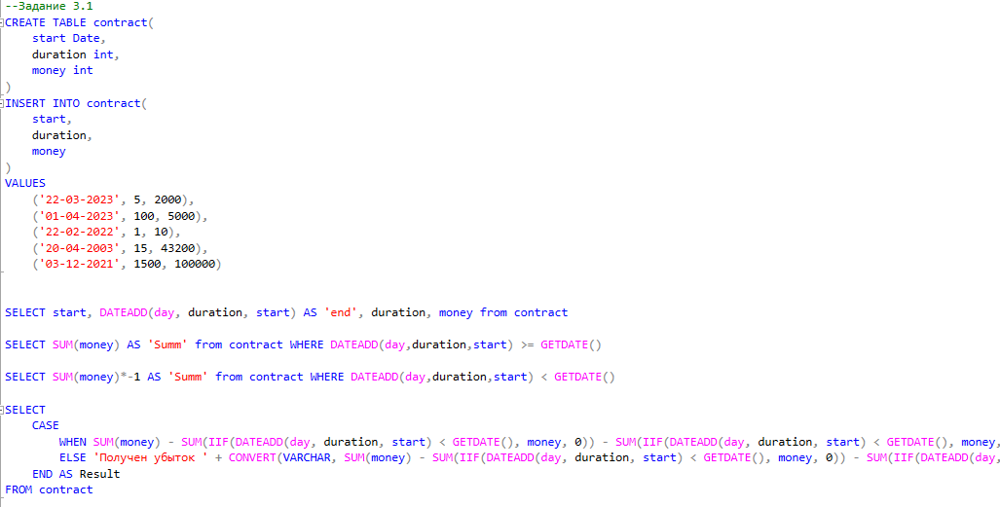 --Задание 3.1
CREATE TABLE contract(
start Date,
duration int,
money int
)
INSERT INTO contract(
start,
duration,
money
)
VALUES
('22-03-2023', 5, 2000),
('01-04-2023', 100, 5000),
('22-02-2022', 1, 10),
('20-04-2003', 15, 43200),
('03-12-2021', 1500, 100000)
SELECT start, DATEADD(day, duration, start) AS 'end', duration, money from contract
SELECT SUM(money) AS 'Summ' from contract WHERE DATEADD(day,duration,start) >= GETDATE()
SELECT SUM(money)*-1 AS 'Summ' from contract WHERE DATEADD(day,duration,start) < GETDATE()
SELECT
CASE
WHEN SUM(money) - SUM(IIF(DATEADD(day, duration, start) < GETDATE(), money, 0)) - SUM(IIF(DATEADD(day, duration, start) < GETDATE(), money,
ELSE 'Получен убыток ' + CONVERT(VARCHAR, SUM(money) - SUM(IIF(DATEADD(day, duration, start) < GETDATE(), money, 0)) - SUM(IIF(DATEADD(day,
END AS Result
FROM contract